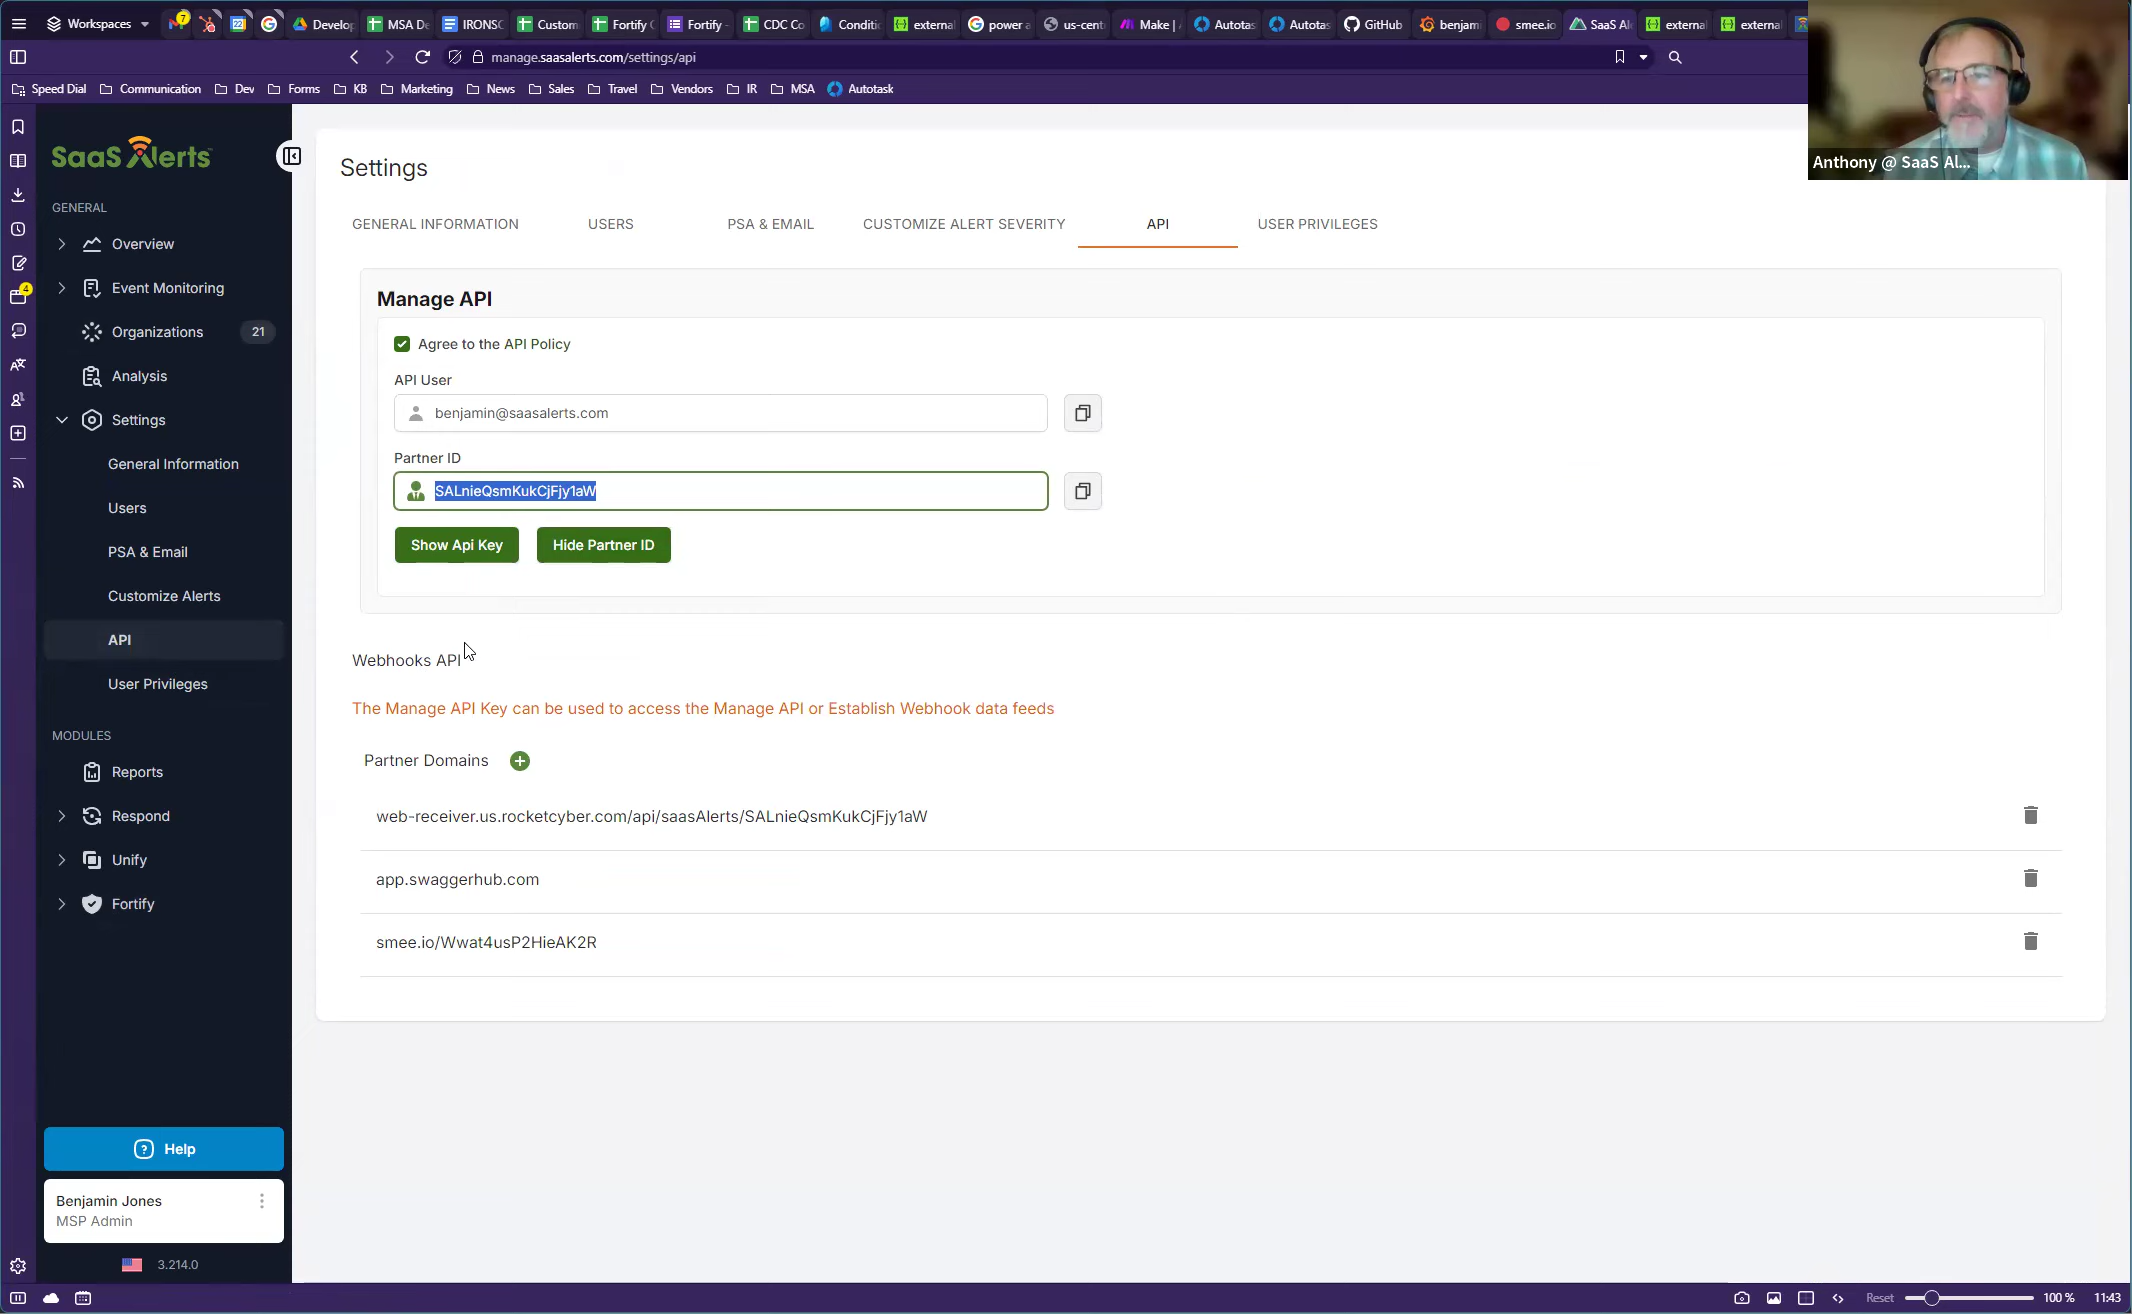 Workspaces
7
22
Develop
MSA De
IRONSC
Custom
Fortify C
Fortify -
CDC Co
Conditi
external
power a
us-cent
Make |
Autotas
Autotas
GitHub
benjami
smee.io
SaaS Ale
external
external
manage.saasalerts.com/settings/api
Speed Dial
Communication
Dev
Forms
KB
Marketing
News
Sales
Travel
Vendors
IR
MSA
Autotask
Anthony @ SaaS Al...
4
SaaS Alerts
GENERAL
Overview
Event Monitoring
Organizations 21
Analysis
Settings
General Information
Users
PSA & Email
Customize Alerts
API
User Privileges
MODULES
Reports
Respond
Unify
Fortify
Help
Benjamin Jones
MSP Admin
3.214.0
Settings
GENERAL INFORMATION
USERS
PSA & EMAIL
CUSTOMIZE ALERT SEVERITY
API
USER PRIVILEGES
Manage API
Agree to the API Policy
API User
benjamin@saasalerts.com
Partner ID
SALnieQsmKukCjFjy1aW
Show Api Key
Hide Partner ID
Webhooks API
The Manage API Key can be used to access the Manage API or Establish Webhook data feeds
Partner Domains
web-receiver.us.rocketcyber.com/api/saasAlerts/SALnieQsmKukCjFjy1aW
app.swaggerhub.com
smee.io/Wwat4usP2HieAK2R
Reset
100 %
11:43